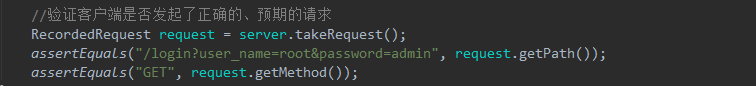 //验证客户端是否发起了正确的、预期的请求
RecordedRequest request = server.takeRequest();
assertEquals("/login?user_name=root&password=admin", request.getPath());
assertEquals("GET", request.getMethod());